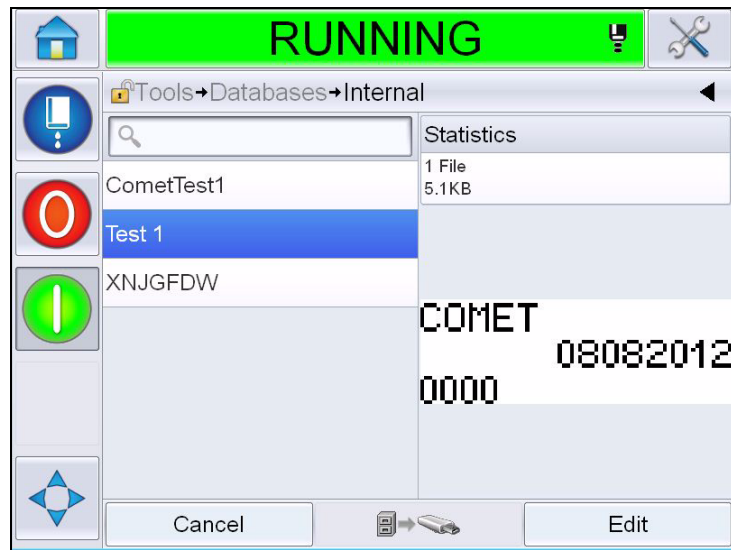 RUNNING
Tools→Databases→Internal
Statistics
1 File
5.1KB
CometTest1
Test 1
XNJGFDW
COMET
08082012
0000
Cancel
Edit